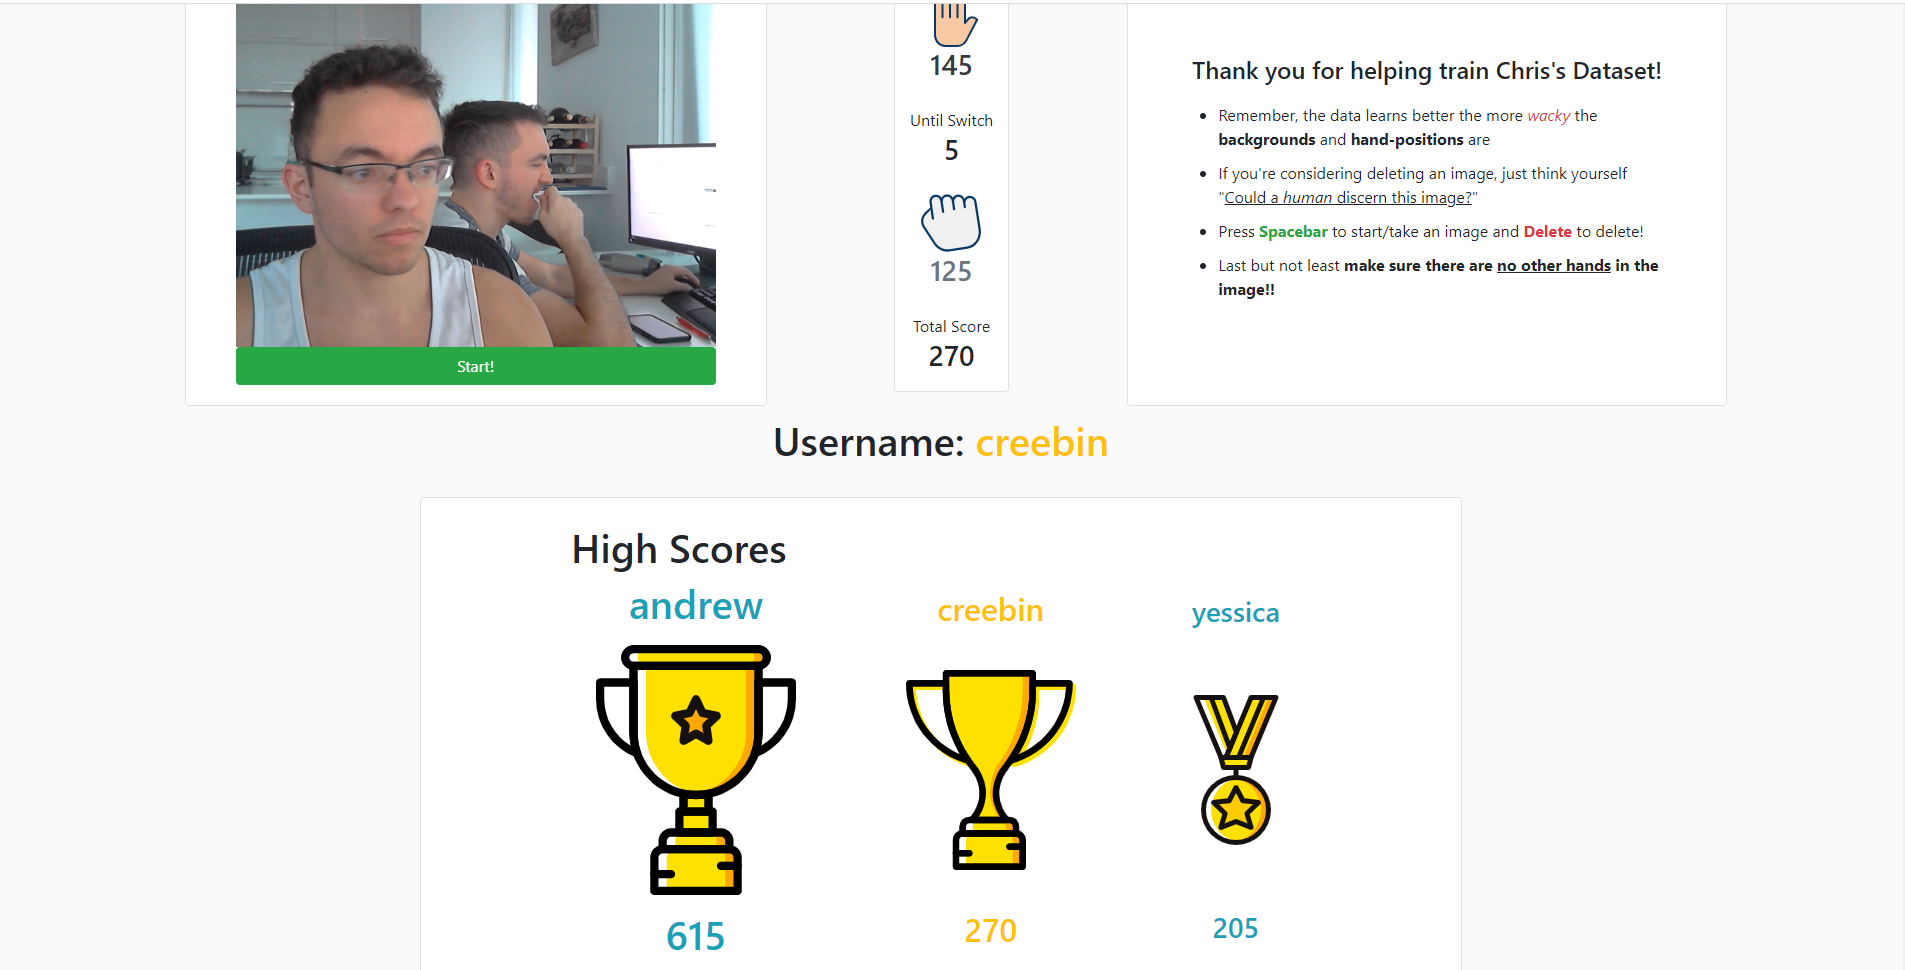 Start!
145
Until Switch
5
125
Total Score
270
Thank you for helping train Chris's Dataset!
Remember, the data learns better the more wacky the
backgrounds and hand-positions are
If you're considering deleting an image, just think yourself
"Could a human discern this image?"
Press Spacebar to start/take an image and Delete to delete!
Last but not least make sure there are no other hands in the
image!!
Username: creebin
High Scores
andrew
creebin
yessica
615
270
205